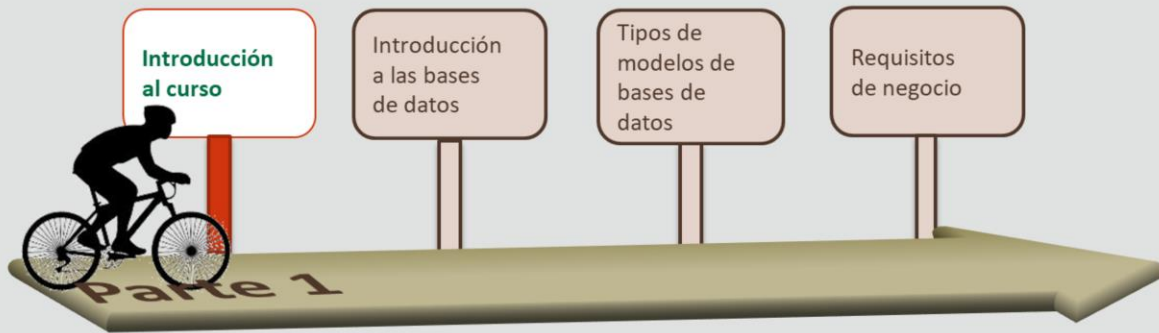 Introducción
al curso
Introducción
a las bases
de datos
Tipos de
modelos de
bases de
datos
Requisitos
de negocio
Parte 1